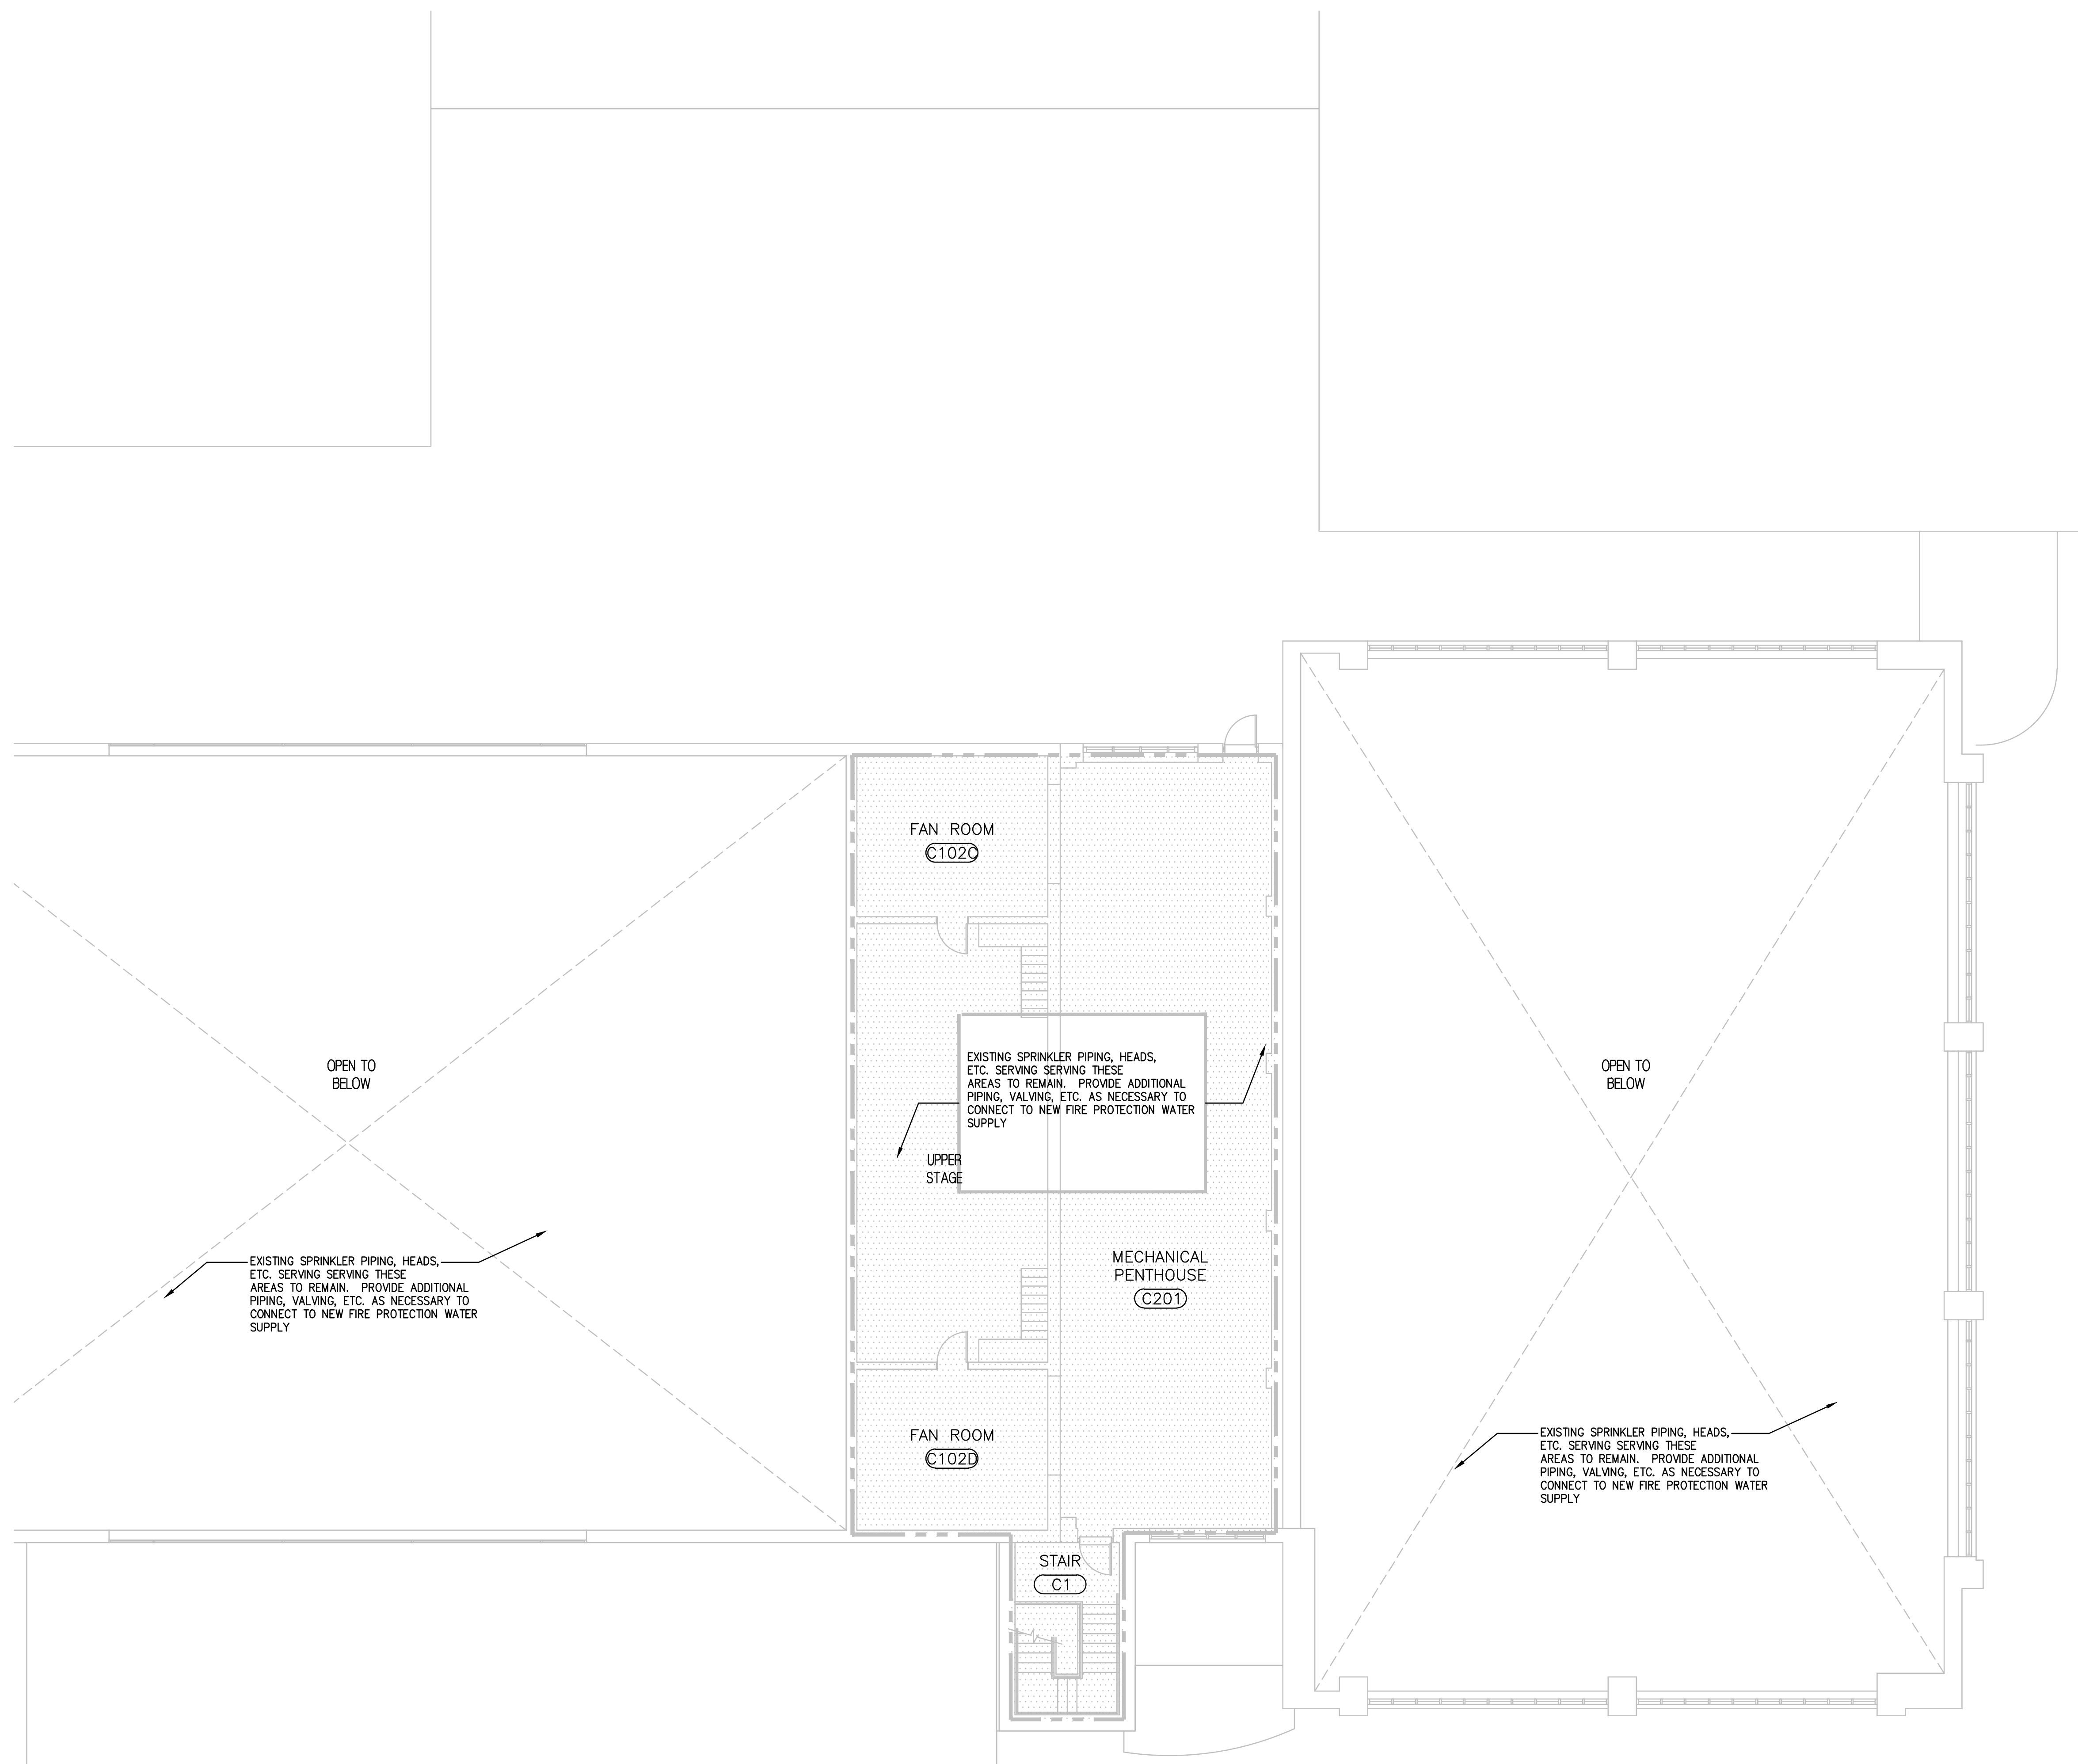 FAN ROOM
C102C
OPEN TO
BELOW
EXISTING SPRINKLER PIPING, HEADS,
ETC. SERVING SERVING THESE
AREAS TO REMAIN. PROVIDE ADDITIONAL
PIPING, VALVING, ETC. AS NECESSARY TO
CONNECT TO NEW FIRE PROTECTION WATER
SUPPLY
OPEN TO
BELOW
UPPER
STAGE
EXISTING SPRINKLER PIPING, HEADS,
ETC. SERVING SERVING THESE
AREAS TO REMAIN. PROVIDE ADDITIONAL
PIPING, VALVING, ETC. AS NECESSARY TO
CONNECT TO NEW FIRE PROTECTION WATER
SUPPLY
MECHANICAL
PENTHOUSE
C201
FAN ROOM
C102D
EXISTING SPRINKLER PIPING, HEADS,
ETC. SERVING SERVING THESE
AREAS TO REMAIN. PROVIDE ADDITIONAL
PIPING, VALVING, ETC. AS NECESSARY TO
CONNECT TO NEW FIRE PROTECTION WATER
SUPPLY
STAIR
C1